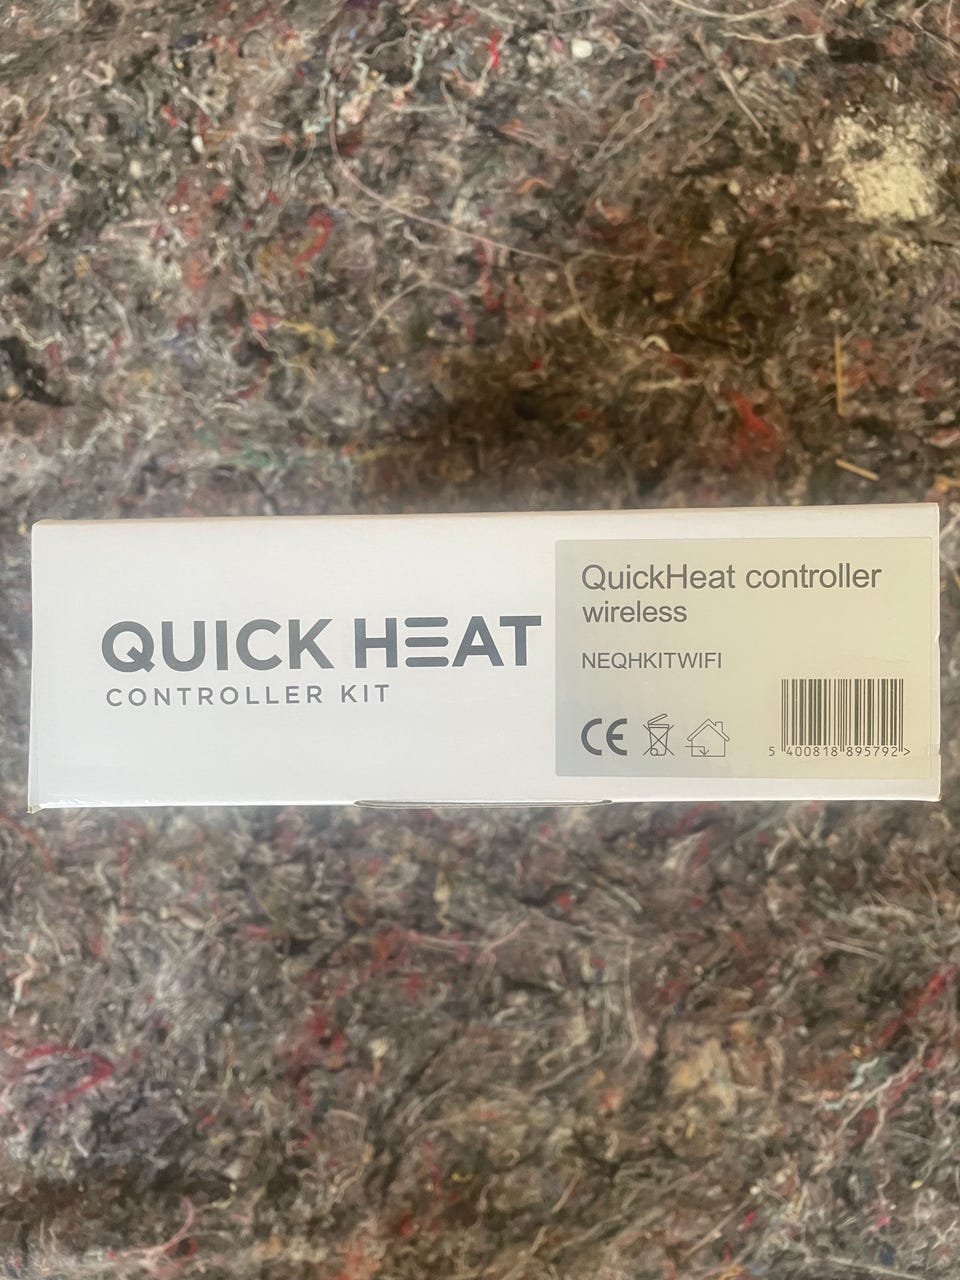 QUICK HEAT
CONTROLLER KIT
QuickHeat controller
wireless
NEQHKITWIFI
CE
5 400818 895792 >